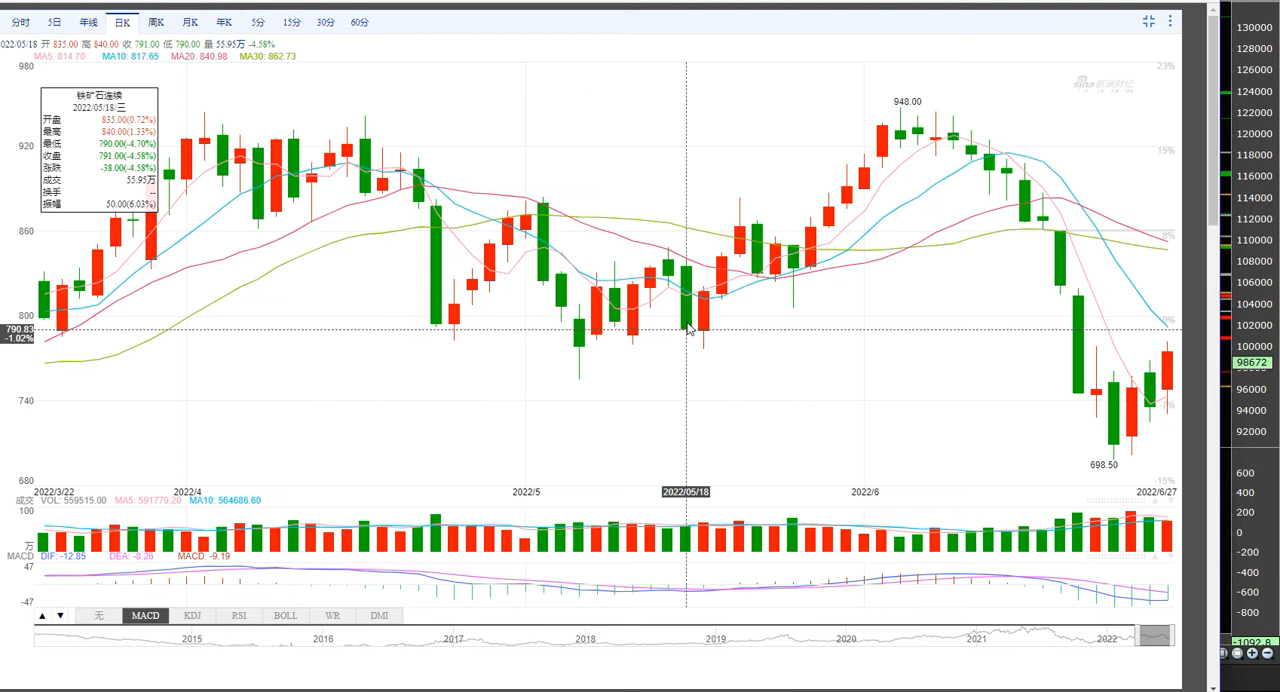 分时 5日 年线 日K 周K 月K 年K 5分 15分 30分 60分
022/05/18 开 835.00 高 840.00 收 791.00 低 790.00 量 55.95万 -4.58%
MA5: 814.70 MA10: 817.65 MA20: 840.98 MA30: 862.73
980 23%
sina 新浪财经
铁矿石连续
2022/05/18/三
开盘 835.00(0.72%)
最高 840.00(1.33%)
最低 790.00(-4.70%)
收盘 791.00(-4.58%)
涨跌 -38.00(-4.58%)
成交 55.95万
换手 --
振幅 50.00(6.03%)
948.00
920 15%
860 8%
800 0%
790.83
-1.02%
740 -7%
698.50
680 -15%
2022/3/22 2022/4 2022/5 2022/05/18 2022/6 2022/6/27
成交 VOL: 559515.00 MA5: 591779.20 MA10: 564686.60
100
万
MACD DIF: -12.85 DEA: -8.26 MACD: -9.19
47
-47
▲ ▼ 无 MACD KDJ RSI BOLL WR DMI
2015 2016 2017 2018 2019 2020 2021 2022
130000
128000
126000
124000
122000
120000
118000
116000
114000
112000
110000
108000
106000
104000
102000
100000
98672
96000
94000
92000
600
400
200
0
-200
-400
-600
-800
-1092.8